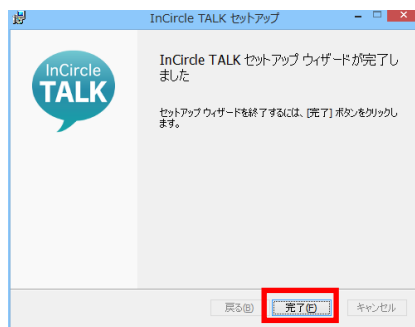 InCircle TALK セットアップ
InCircle
TALK
InCircle TALK セットアップ ウィザードが完了し
ました
セットアップ ウィザードを終了するには、[完了] ボタンをクリックし
ます。
戻る(B)
完了(F)
キャンセル